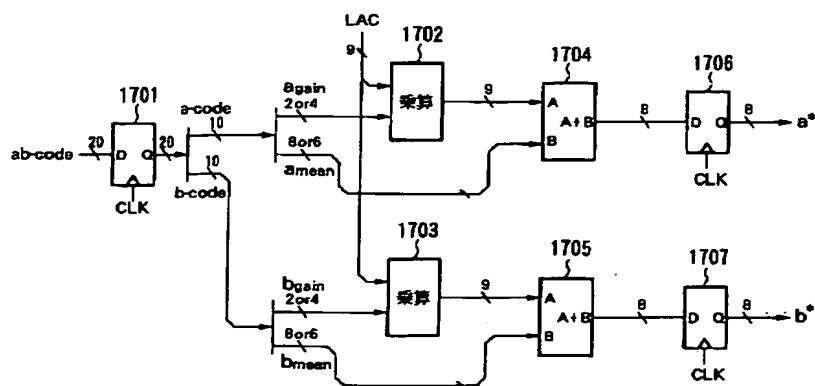 LAC
9
1702
1704
1706
1701
a-code
10
again
2or4
乗算
9
A
A+B
B
8
D Q
8
a*
ab-code
20
D Q
20
8or6
amean
CLK
10
b-code
CLK
1703
1705
1707
bgain
2or4
乗算
9
A
A+B
B
8
D Q
8
b*
8or6
bmean
CLK